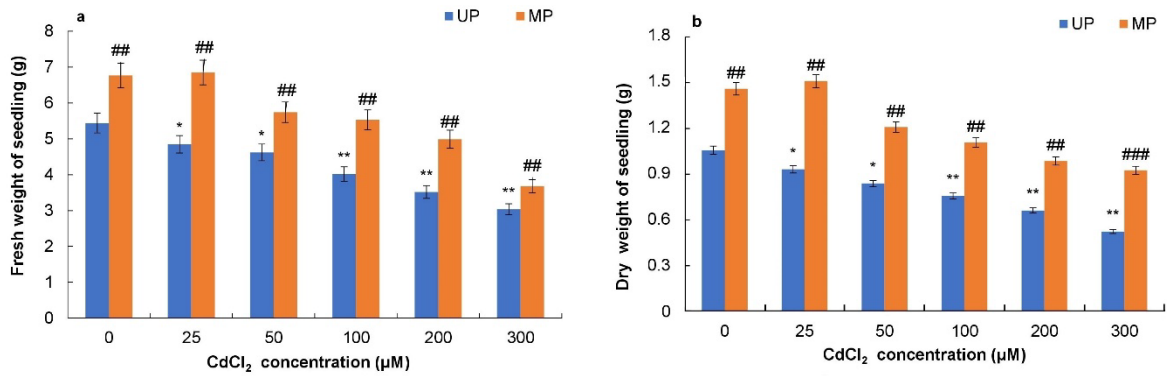 a
UP MP
Fresh weight of seedling (g)
8
7
6
5
4
3
2
1
0
## ## ## ## ## ##
* * ** ** **
0 25 50 100 200 300
CdCl₂ concentration (µM)
b
UP MP
Dry weight of seedling (g)
1.8
1.5
1.2
0.9
0.6
0.3
0
## ## ## ## ## ###
* * ** ** **
0 25 50 100 200 300
CdCl₂ concentration (µM)